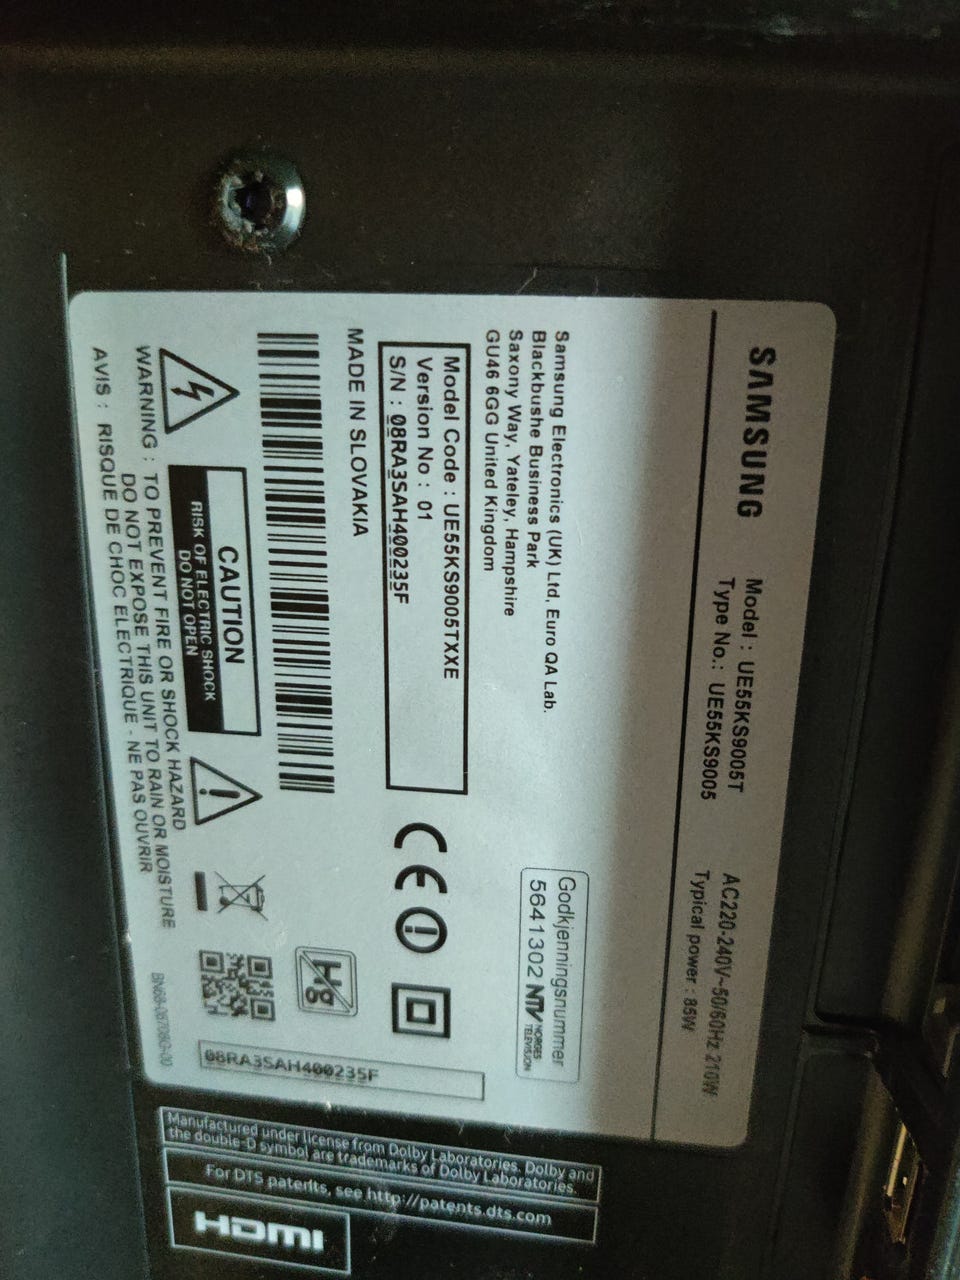 SAMSUNG
Model : UE55KS9005T
Type No.: UE55KS9005
AC220-240V~50/60Hz 210W
Typical power : 85W
Samsung Electronics (UK) Ltd, Euro QA Lab.
Blackbushe Business Park
Saxony Way, Yateley, Hampshire
GU46 6GG United Kingdom
Godkjenningsnummer
5641302 NTV NORGES
TELEVISJON
Model Code : UE55KS9005TXXE
Version No : 01
S/N : 08RA3SAH400235F
CE
MADE IN SLOVAKIA
Hg
CAUTION
RISK OF ELECTRIC SHOCK
DO NOT OPEN
WARNING : TO PREVENT FIRE OR SHOCK HAZARD
DO NOT EXPOSE THIS UNIT TO RAIN OR MOISTURE
AVIS : RISQUE DE CHOC ELECTRIQUE - NE PAS OUVRIR
08RA3SAH400235F
Manufactured under license from Dolby Laboratories. Dolby and
the double-D symbol are trademarks of Dolby Laboratories.
For DTS patents, see http://patents.dts.com
HDMI